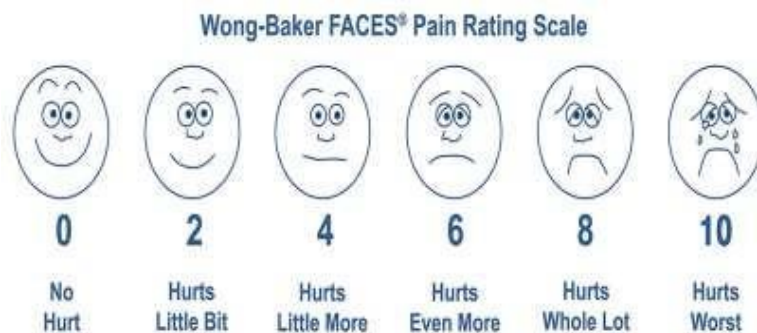 Wong-Baker FACES® Pain Rating Scale
0 2 4 6 8 10
No Hurts Hurts Hurts Hurts Hurts
Hurt Little Bit Little More Even More Whole Lot Worst